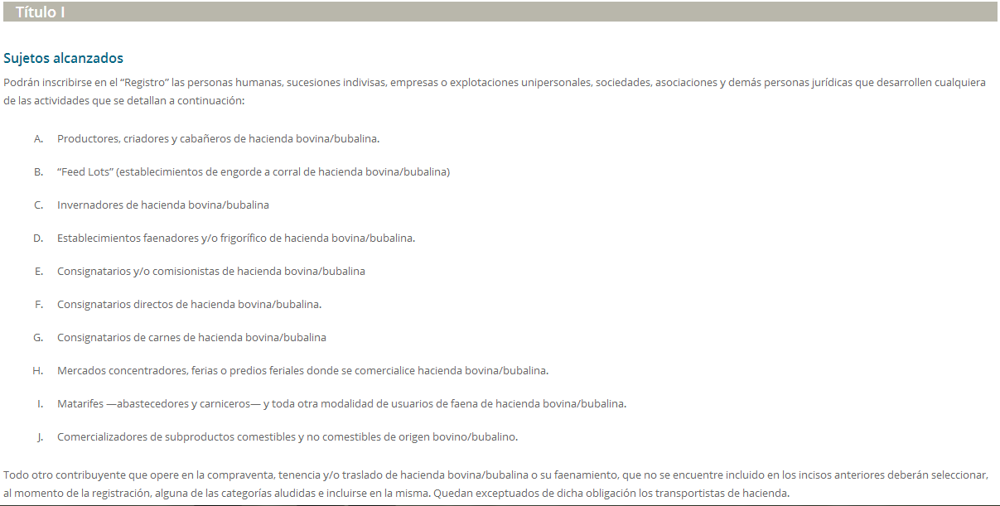 Título I
Sujetos alcanzados
Podrán inscribirse en el “Registro” las personas humanas, sucesiones indivisas, empresas o explotaciones unipersonales, sociedades, asociaciones y demás personas jurídicas que desarrollen cualquiera
de las actividades que se detallan a continuación:
A. Productores, criadores y cabañeros de hacienda bovina/bubalina.
B. “Feed Lots” (establecimientos de engorde a corral de hacienda bovina/bubalina)
C. Invernadores de hacienda bovina/bubalina
D. Establecimientos faenadores y/o frigorífico de hacienda bovina/bubalina.
E. Consignatarios y/o comisionistas de hacienda bovina/bubalina
F. Consignatarios directos de hacienda bovina/bubalina.
G. Consignatarios de carnes de hacienda bovina/bubalina
H. Mercados concentradores, ferias o predios feriales donde se comercialice hacienda bovina/bubalina.
I. Matarifes —abastecedores y carniceros— y toda otra modalidad de usuarios de faena de hacienda bovina/bubalina.
J. Comercializadores de subproductos comestibles y no comestibles de origen bovino/bubalino.
Todo otro contribuyente que opere en la compraventa, tenencia y/o traslado de hacienda bovina/bubalina o su faenamiento, que no se encuentre incluido en los incisos anteriores deberán seleccionar,
al momento de la registración, alguna de las categorías aludidas e incluirse en la misma. Quedan exceptuados de dicha obligación los transportistas de hacienda.